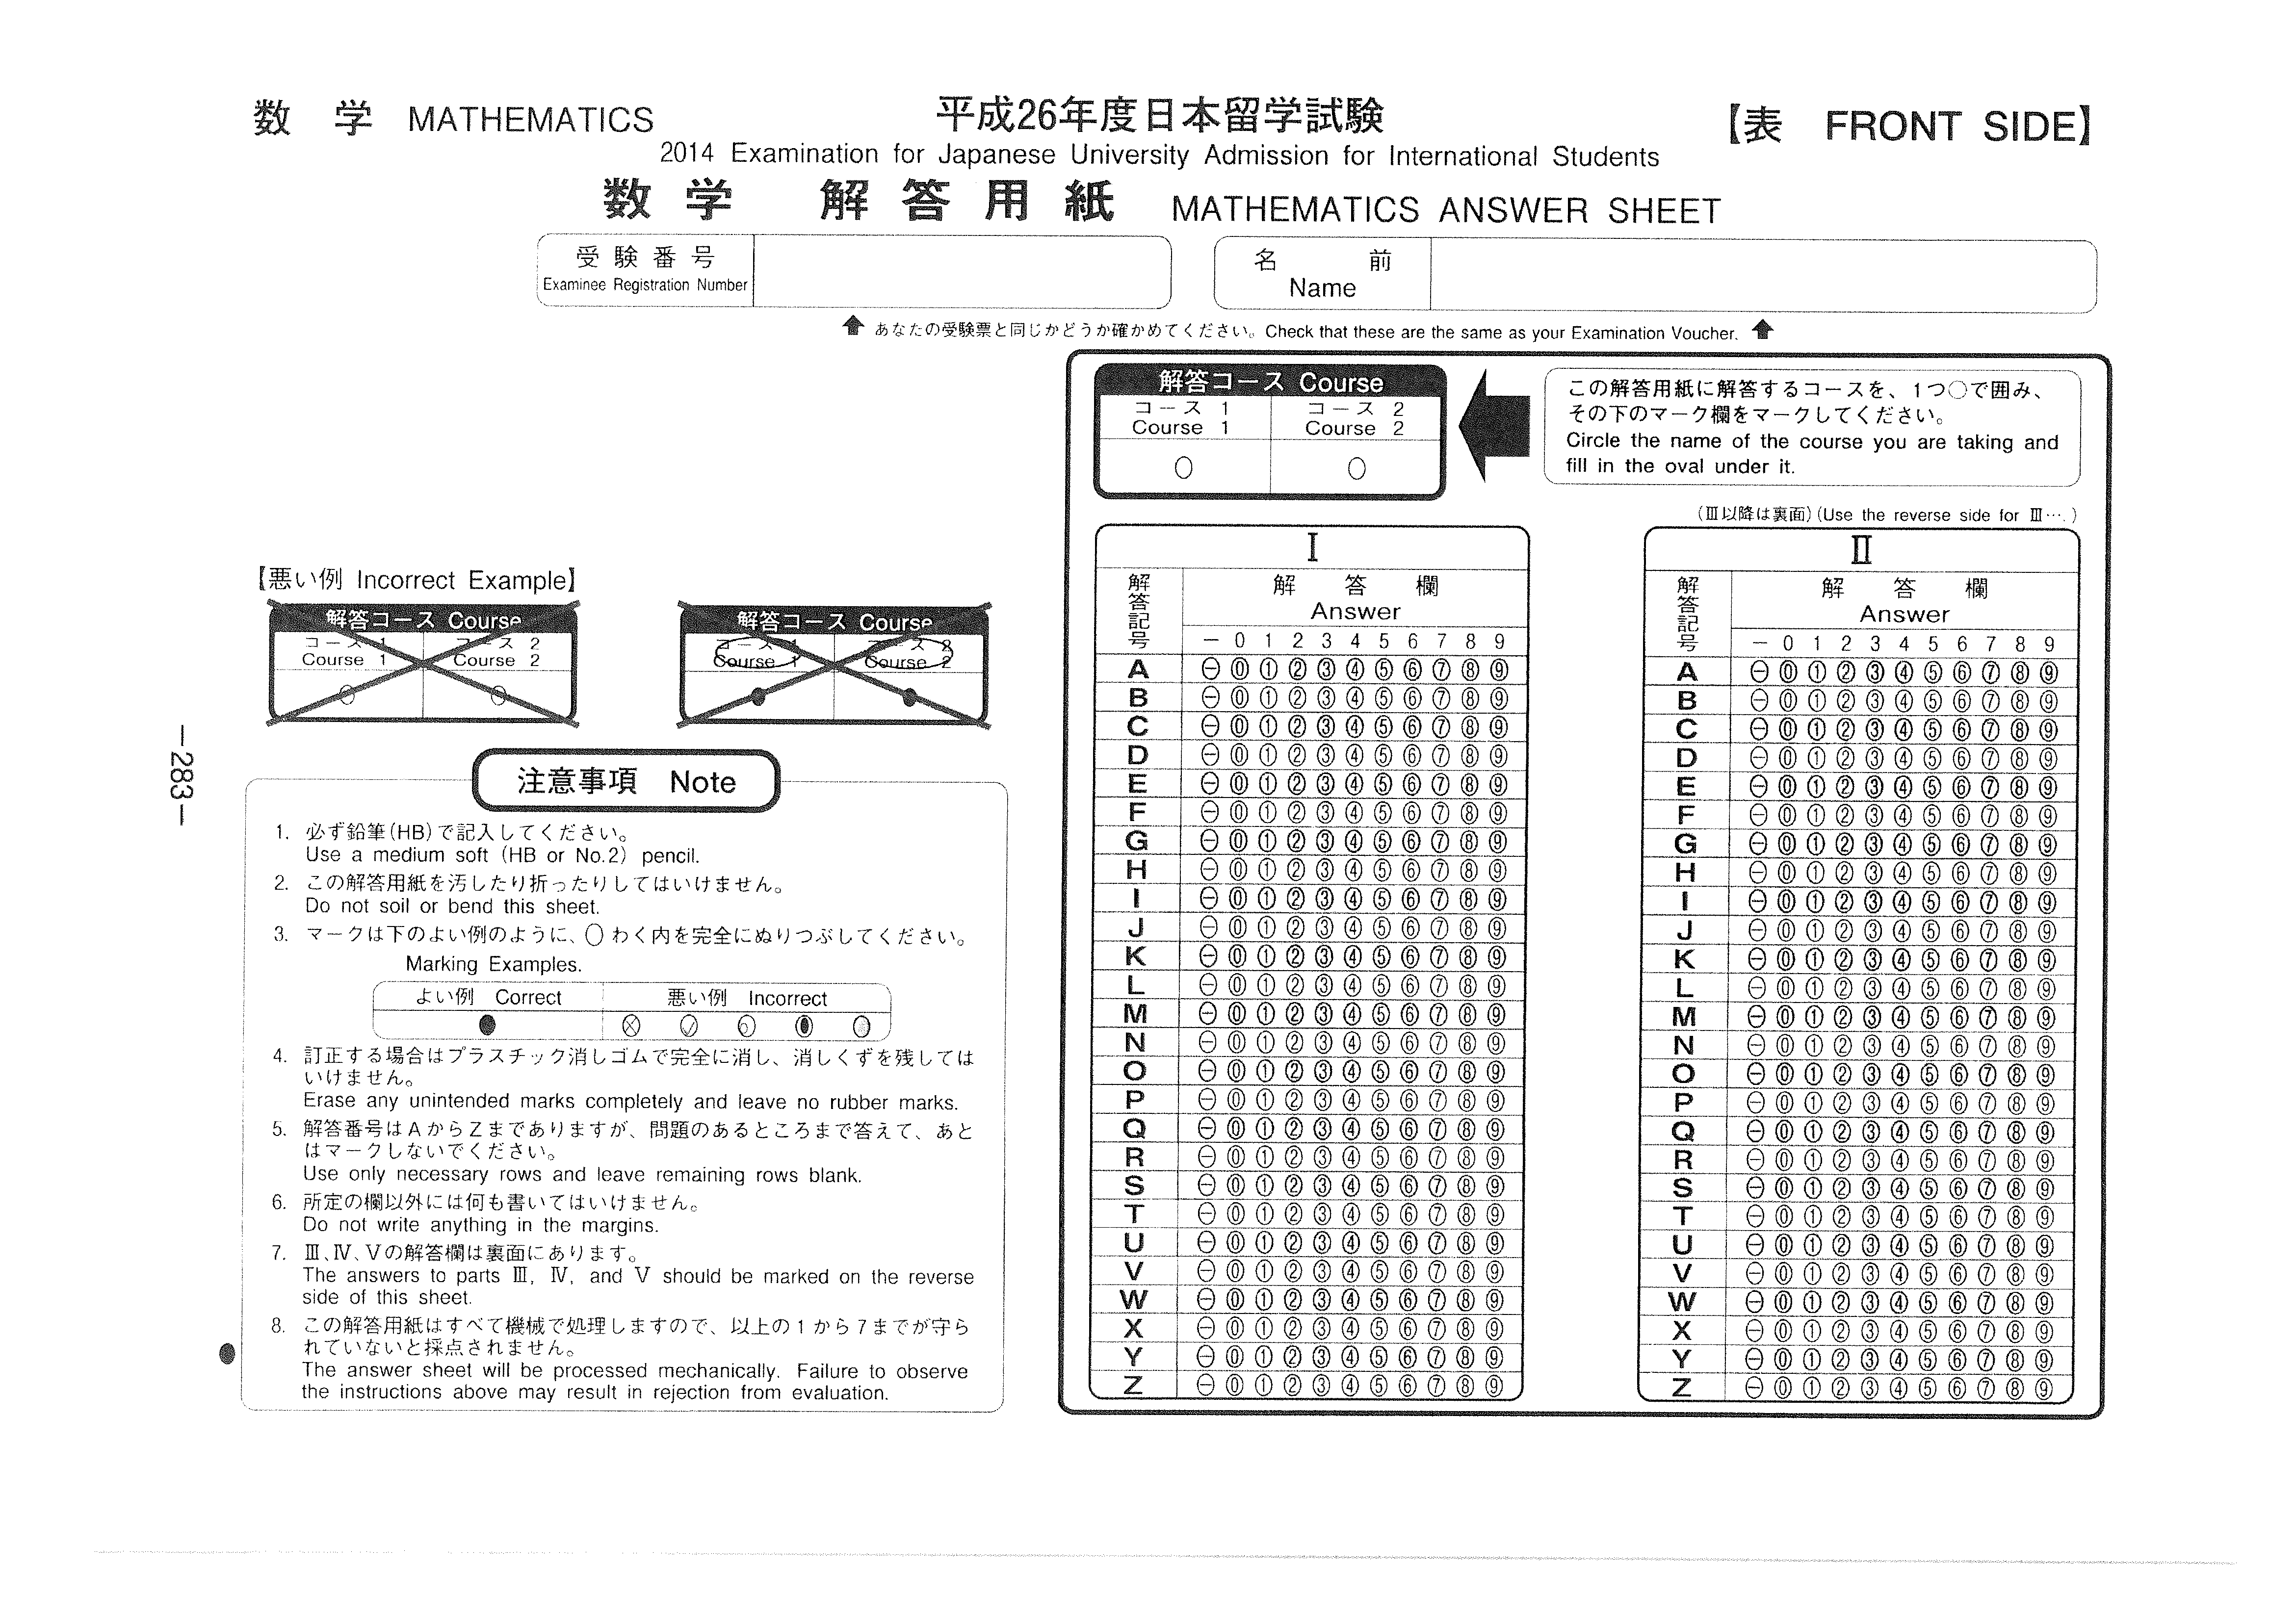 数 学 MATHEMATICS
平成26年度日本留学試験
【表 FRONT SIDE】
2014 Examination for Japanese University Admission for International Students
数 学 解 答 用 紙 MATHEMATICS ANSWER SHEET
受 験 番 号
Examinee Registration Number
名 前
Name
あなたの受験票と同じかどうか確かめてください。Check that these are the same as your Examination Voucher.
解答コース Course
コース 1 コース 2
Course 1 Course 2
この解答用紙に解答するコースを、1つ○で囲み、
その下のマーク欄をマークしてください。
Circle the name of the course you are taking and
fill in the oval under it.
【悪い例 Incorrect Example】
解答コース Course
コース 1 コース 2
Course 1 Course 2
解答コース Course
コース 1 コース 2
Course 1 Course 2
注意事項 Note
1. 必ず鉛筆(HB)で記入してください。
Use a medium soft (HB or No.2) pencil.
2. この解答用紙を汚したり折ったりしてはいけません。
Do not soil or bend this sheet.
3. マークは下のよい例のように、○わく内を完全にぬりつぶしてください。
Marking Examples.
よい例 Correct 悪い例 Incorrect
4. 訂正する場合はプラスチック消しゴムで完全に消し、消しくずを残しては
いけません。
Erase any unintended marks completely and leave no rubber marks.
5. 解答番号はAからZまでありますが、問題のあるところまで答えて、あと
はマークしないでください。
Use only necessary rows and leave remaining rows blank.
6. 所定の欄以外には何も書いてはいけません。
Do not write anything in the margins.
7. Ⅲ、Ⅳ、Ⅴの解答欄は裏面にあります。
The answers to parts Ⅲ, Ⅳ, and Ⅴ should be marked on the reverse
side of this sheet.
8. この解答用紙はすべて機械で処理しますので、以上の1から7までが守ら
れていないと採点されません。
The answer sheet will be processed mechanically. Failure to observe
the instructions above may result in rejection from evaluation.
(Ⅲ以降は裏面)(Use the reverse side for Ⅲ….)
Ⅰ
解答記号
解 答 欄
Answer
− 0 1 2 3 4 5 6 7 8 9
A ⊖ ⓪ ① ② ③ ④ ⑤ ⑥ ⑦ ⑧ ⑨
B ⊖ ⓪ ① ② ③ ④ ⑤ ⑥ ⑦ ⑧ ⑨
C ⊖ ⓪ ① ② ③ ④ ⑤ ⑥ ⑦ ⑧ ⑨
D ⊖ ⓪ ① ② ③ ④ ⑤ ⑥ ⑦ ⑧ ⑨
E ⊖ ⓪ ① ② ③ ④ ⑤ ⑥ ⑦ ⑧ ⑨
F ⊖ ⓪ ① ② ③ ④ ⑤ ⑥ ⑦ ⑧ ⑨
G ⊖ ⓪ ① ② ③ ④ ⑤ ⑥ ⑦ ⑧ ⑨
H ⊖ ⓪ ① ② ③ ④ ⑤ ⑥ ⑦ ⑧ ⑨
I ⊖ ⓪ ① ② ③ ④ ⑤ ⑥ ⑦ ⑧ ⑨
J ⊖ ⓪ ① ② ③ ④ ⑤ ⑥ ⑦ ⑧ ⑨
K ⊖ ⓪ ① ② ③ ④ ⑤ ⑥ ⑦ ⑧ ⑨
L ⊖ ⓪ ① ② ③ ④ ⑤ ⑥ ⑦ ⑧ ⑨
M ⊖ ⓪ ① ② ③ ④ ⑤ ⑥ ⑦ ⑧ ⑨
N ⊖ ⓪ ① ② ③ ④ ⑤ ⑥ ⑦ ⑧ ⑨
O ⊖ ⓪ ① ② ③ ④ ⑤ ⑥ ⑦ ⑧ ⑨
P ⊖ ⓪ ① ② ③ ④ ⑤ ⑥ ⑦ ⑧ ⑨
Q ⊖ ⓪ ① ② ③ ④ ⑤ ⑥ ⑦ ⑧ ⑨
R ⊖ ⓪ ① ② ③ ④ ⑤ ⑥ ⑦ ⑧ ⑨
S ⊖ ⓪ ① ② ③ ④ ⑤ ⑥ ⑦ ⑧ ⑨
T ⊖ ⓪ ① ② ③ ④ ⑤ ⑥ ⑦ ⑧ ⑨
U ⊖ ⓪ ① ② ③ ④ ⑤ ⑥ ⑦ ⑧ ⑨
V ⊖ ⓪ ① ② ③ ④ ⑤ ⑥ ⑦ ⑧ ⑨
W ⊖ ⓪ ① ② ③ ④ ⑤ ⑥ ⑦ ⑧ ⑨
X ⊖ ⓪ ① ② ③ ④ ⑤ ⑥ ⑦ ⑧ ⑨
Y ⊖ ⓪ ① ② ③ ④ ⑤ ⑥ ⑦ ⑧ ⑨
Z ⊖ ⓪ ① ② ③ ④ ⑤ ⑥ ⑦ ⑧ ⑨
Ⅱ
解答記号
解 答 欄
Answer
− 0 1 2 3 4 5 6 7 8 9
A ⊖ ⓪ ① ② ③ ④ ⑤ ⑥ ⑦ ⑧ ⑨
B ⊖ ⓪ ① ② ③ ④ ⑤ ⑥ ⑦ ⑧ ⑨
C ⊖ ⓪ ① ② ③ ④ ⑤ ⑥ ⑦ ⑧ ⑨
D ⊖ ⓪ ① ② ③ ④ ⑤ ⑥ ⑦ ⑧ ⑨
E ⊖ ⓪ ① ② ③ ④ ⑤ ⑥ ⑦ ⑧ ⑨
F ⊖ ⓪ ① ② ③ ④ ⑤ ⑥ ⑦ ⑧ ⑨
G ⊖ ⓪ ① ② ③ ④ ⑤ ⑥ ⑦ ⑧ ⑨
H ⊖ ⓪ ① ② ③ ④ ⑤ ⑥ ⑦ ⑧ ⑨
I ⊖ ⓪ ① ② ③ ④ ⑤ ⑥ ⑦ ⑧ ⑨
J ⊖ ⓪ ① ② ③ ④ ⑤ ⑥ ⑦ ⑧ ⑨
K ⊖ ⓪ ① ② ③ ④ ⑤ ⑥ ⑦ ⑧ ⑨
L ⊖ ⓪ ① ② ③ ④ ⑤ ⑥ ⑦ ⑧ ⑨
M ⊖ ⓪ ① ② ③ ④ ⑤ ⑥ ⑦ ⑧ ⑨
N ⊖ ⓪ ① ② ③ ④ ⑤ ⑥ ⑦ ⑧ ⑨
O ⊖ ⓪ ① ② ③ ④ ⑤ ⑥ ⑦ ⑧ ⑨
P ⊖ ⓪ ① ② ③ ④ ⑤ ⑥ ⑦ ⑧ ⑨
Q ⊖ ⓪ ① ② ③ ④ ⑤ ⑥ ⑦ ⑧ ⑨
R ⊖ ⓪ ① ② ③ ④ ⑤ ⑥ ⑦ ⑧ ⑨
S ⊖ ⓪ ① ② ③ ④ ⑤ ⑥ ⑦ ⑧ ⑨
T ⊖ ⓪ ① ② ③ ④ ⑤ ⑥ ⑦ ⑧ ⑨
U ⊖ ⓪ ① ② ③ ④ ⑤ ⑥ ⑦ ⑧ ⑨
V ⊖ ⓪ ① ② ③ ④ ⑤ ⑥ ⑦ ⑧ ⑨
W ⊖ ⓪ ① ② ③ ④ ⑤ ⑥ ⑦ ⑧ ⑨
X ⊖ ⓪ ① ② ③ ④ ⑤ ⑥ ⑦ ⑧ ⑨
Y ⊖ ⓪ ① ② ③ ④ ⑤ ⑥ ⑦ ⑧ ⑨
Z ⊖ ⓪ ① ② ③ ④ ⑤ ⑥ ⑦ ⑧ ⑨
−283−